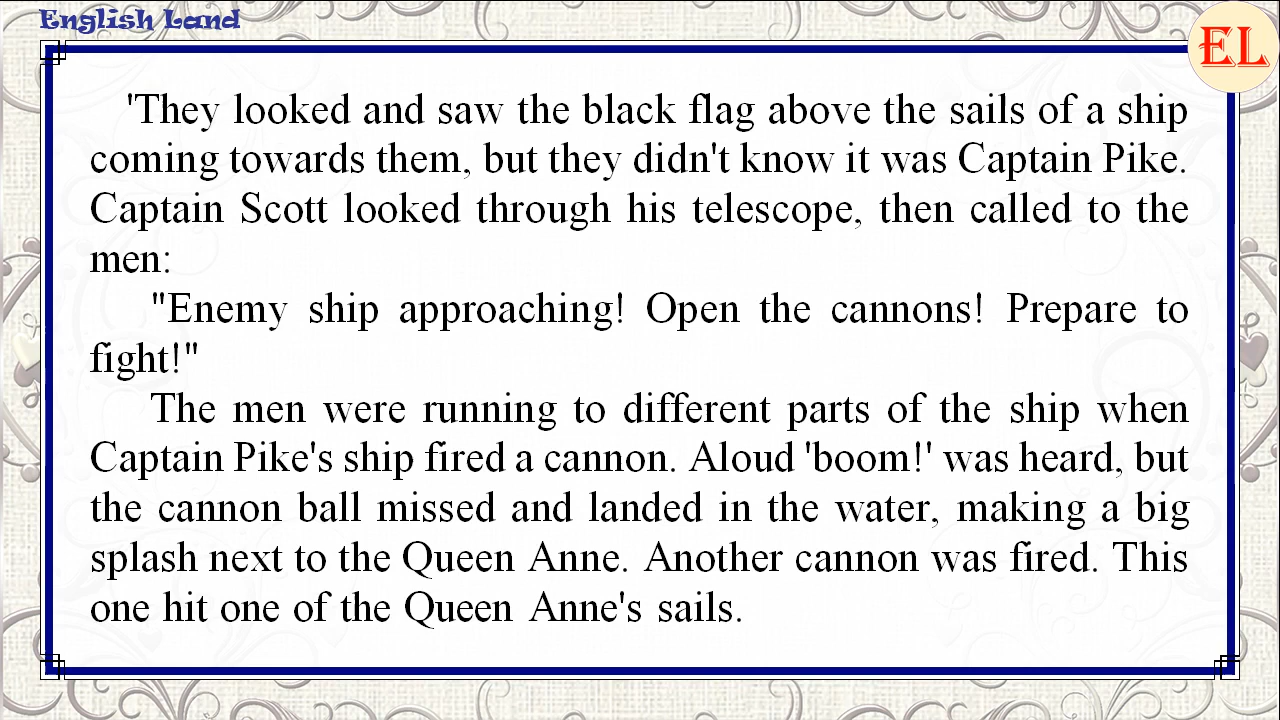 English Land
EL
'They looked and saw the black flag above the sails of a ship
coming towards them, but they didn't know it was Captain Pike.
Captain Scott looked through his telescope, then called to the
men:
"Enemy ship approaching! Open the cannons! Prepare to
fight!"
The men were running to different parts of the ship when
Captain Pike's ship fired a cannon. Aloud 'boom!' was heard, but
the cannon ball missed and landed in the water, making a big
splash next to the Queen Anne. Another cannon was fired. This
one hit one of the Queen Anne's sails.